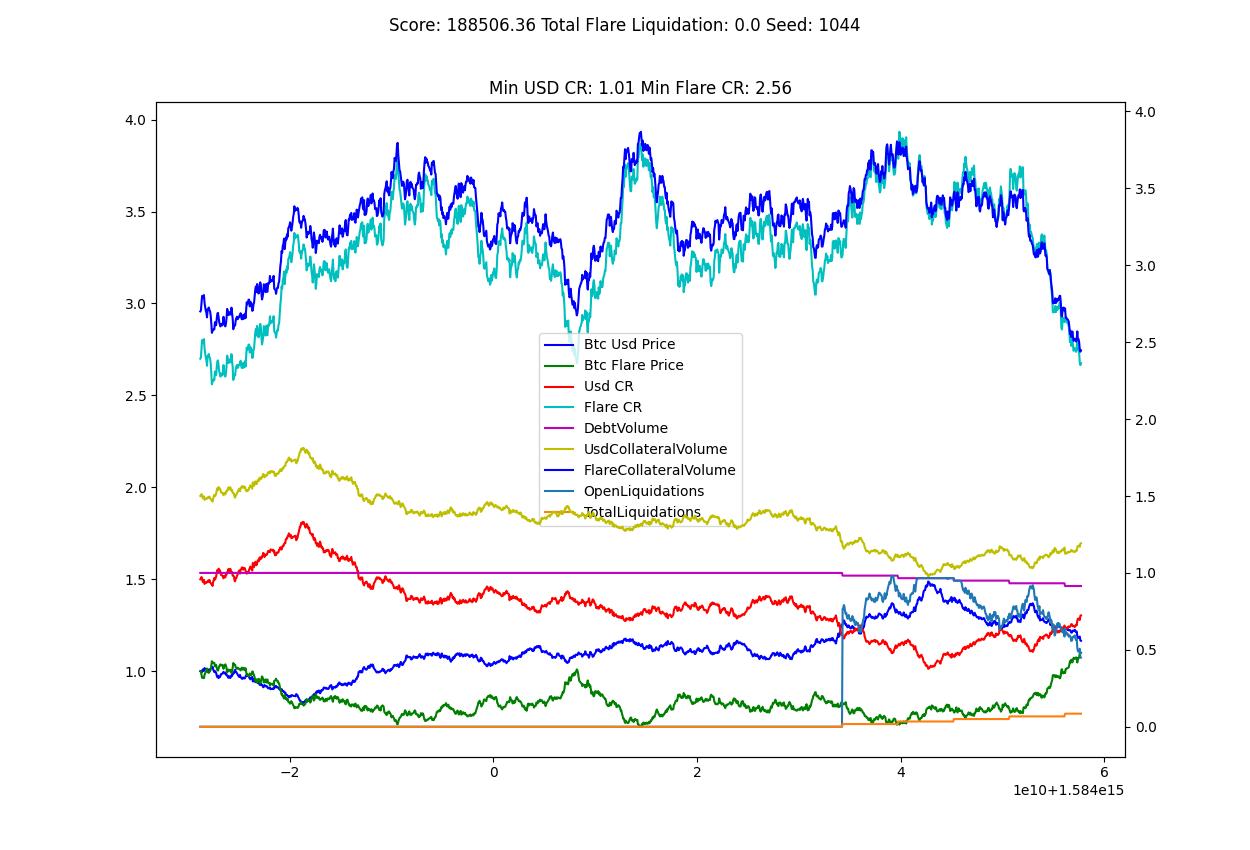 Score: 188506.36 Total Flare Liquidation: 0.0 Seed: 1044
Min USD CR: 1.01 Min Flare CR: 2.56
4.0
3.5
3.0
2.5
2.0
1.5
1.0
4.0
3.5
3.0
2.5
2.0
1.5
1.0
0.5
0.0
Btc Usd Price
Btc Flare Price
Usd CR
Flare CR
DebtVolume
UsdCollateralVolume
FlareCollateralVolume
OpenLiquidations
TotalLiquidations
−2
0
2
4
6
1e10+1.584e15